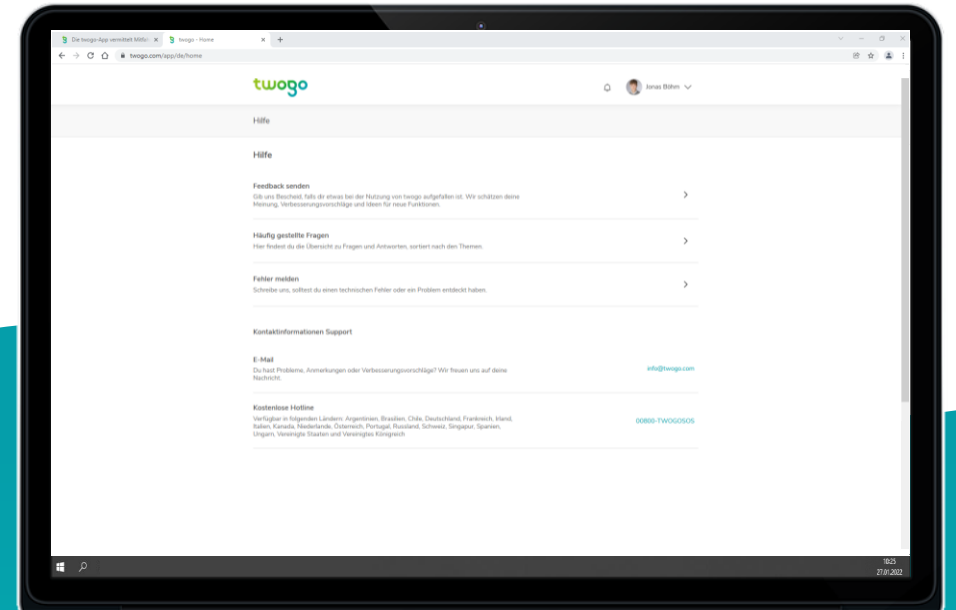 Die twogo-App vermittelt Mitfa
twogo - Home
twogo.com/app/de/home
twogo
Jonas Böhm
Hilfe
Hilfe
Feedback senden
Gib uns Bescheid, falls dir etwas bei der Nutzung von twogo aufgefallen ist. Wir schätzen deine
Meinung, Verbesserungsvorschläge und Ideen für neue Funktionen.
Häufig gestellte Fragen
Hier findest du die Übersicht zu Fragen und Antworten, sortiert nach den Themen.
Fehler melden
Schreibe uns, solltest du einen technischen Fehler oder ein Problem entdeckt haben.
Kontaktinformationen Support
E-Mail
Du hast Probleme, Anmerkungen oder Verbesserungsvorschläge? Wir freuen uns auf deine
Nachricht.
info@twogo.com
Kostenlose Hotline
Verfügbar in folgenden Ländern: Argentinien, Brasilien, Chile, Deutschland, Frankreich, Irland,
Italien, Kanada, Niederlande, Österreich, Portugal, Russland, Schweiz, Singapur, Spanien,
Ungarn, Vereinigte Staaten und Vereinigtes Königreich
00800-TWOGOSOS
10:25
27.01.2022